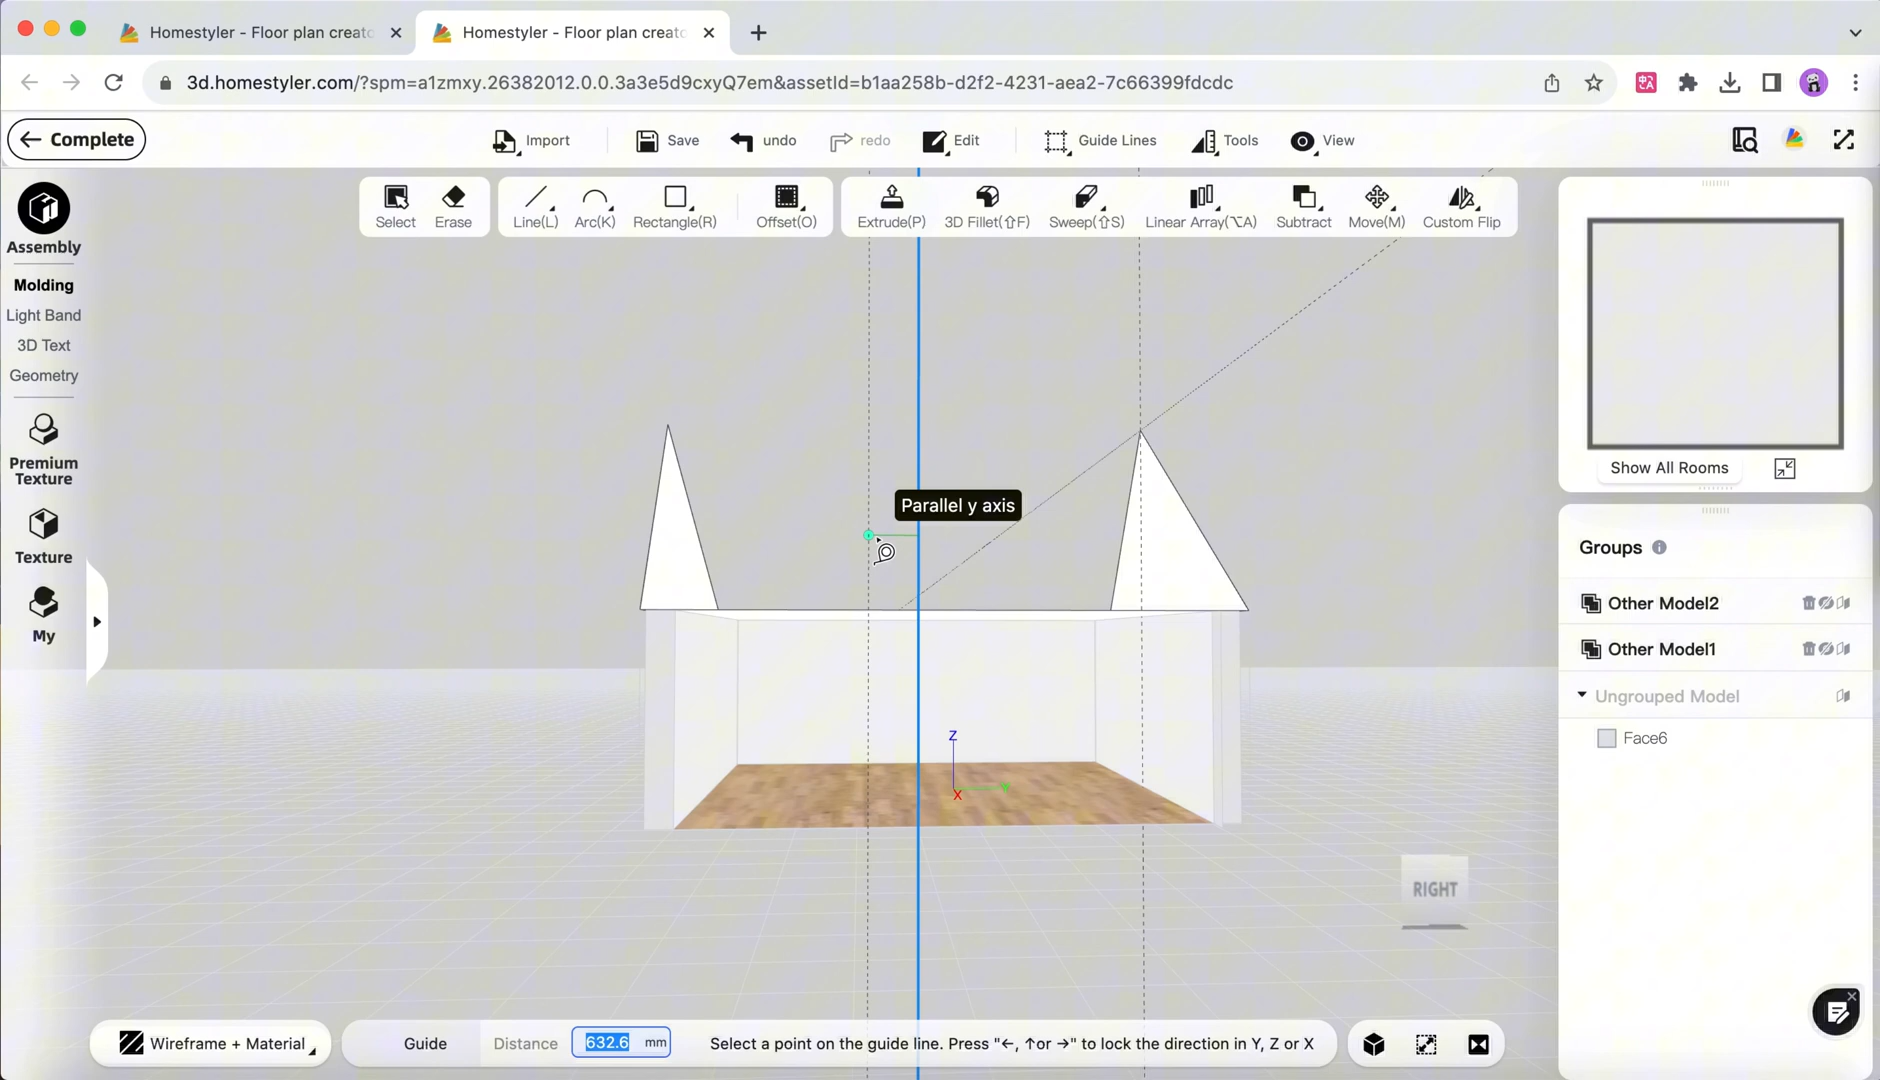 Homestyler - Floor plan creato
Homestyler - Floor plan creato
3d.homestyler.com/?spm=a1zmxy.26382012.0.0.3a3e5d9cxyQ7em&assetId=b1aa258b-d2f2-4231-aea2-7c66399fdcdc
Complete
Import
Save
undo
redo
Edit
Guide Lines
Tools
View
Select
Erase
Line(L)
Arc(K)
Rectangle(R)
Offset(O)
Extrude(P)
3D Fillet(⇧F)
Sweep(⇧S)
Linear Array(⌥A)
Subtract
Move(M)
Custom Flip
Assembly
Molding
Light Band
3D Text
Geometry
Premium
Texture
Texture
My
Parallel y axis
Z
X
RIGHT
Show All Rooms
Groups
Other Model2
Other Model1
Ungrouped Model
Face6
Wireframe + Material
Guide
Distance
632.6 mm
Select a point on the guide line. Press "←, ↑or →" to lock the direction in Y, Z or X